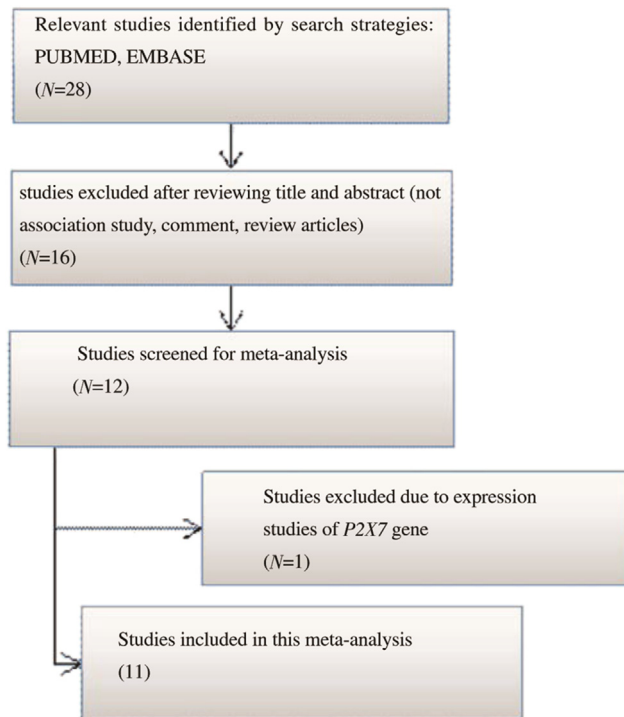 Relevant studies identified by search strategies:
PUBMED, EMBASE
(N=28)
studies excluded after reviewing title and abstract (not
association study, comment, review articles)
(N=16)
Studies screened for meta-analysis
(N=12)
Studies excluded due to expression
studies of P2X7 gene
(N=1)
Studies included in this meta-analysis
(11)